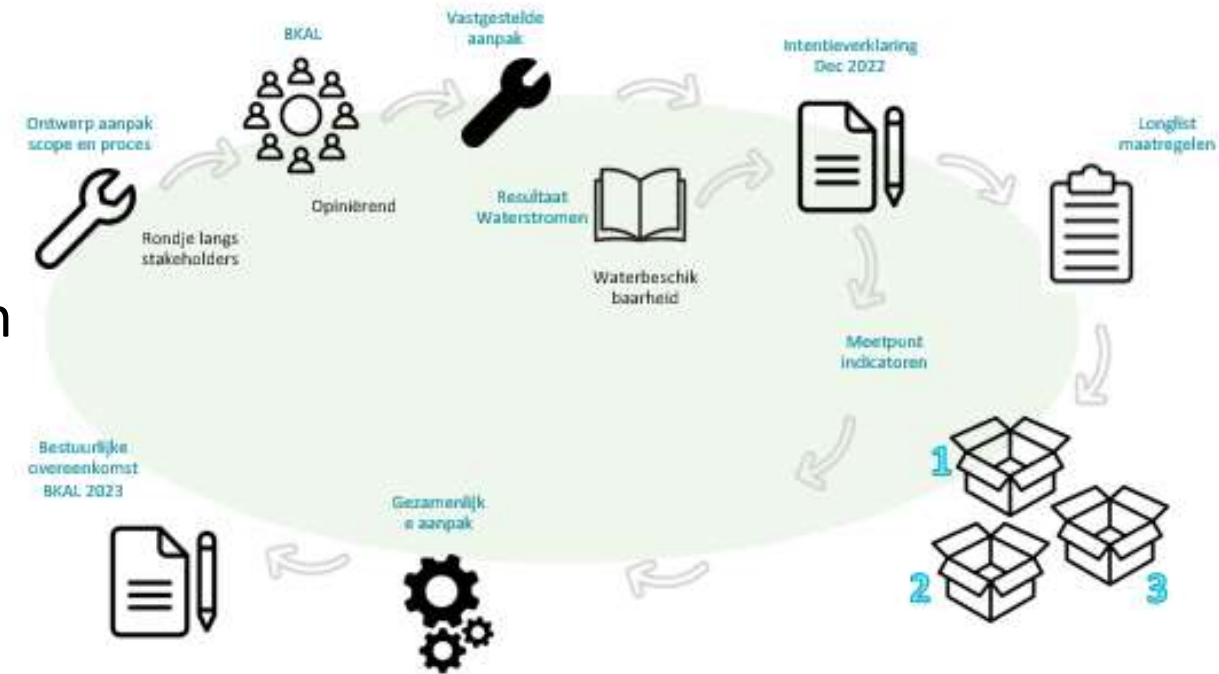 Ontwerp aanpak
scope en proces
Rondje langs
stakeholders
BKAL
Opiniërend
Vastgestelde
aanpak
Resultaat
Waterstromen
Waterbeschik
baarheid
Intentieverklaring
Dec 2022
Longlist
maatregelen
Meetpunt
indicatoren
1
2
3
Gezamenlijk
e aanpak
Bestuurlijke
overeenkomst
BKAL 2023
n